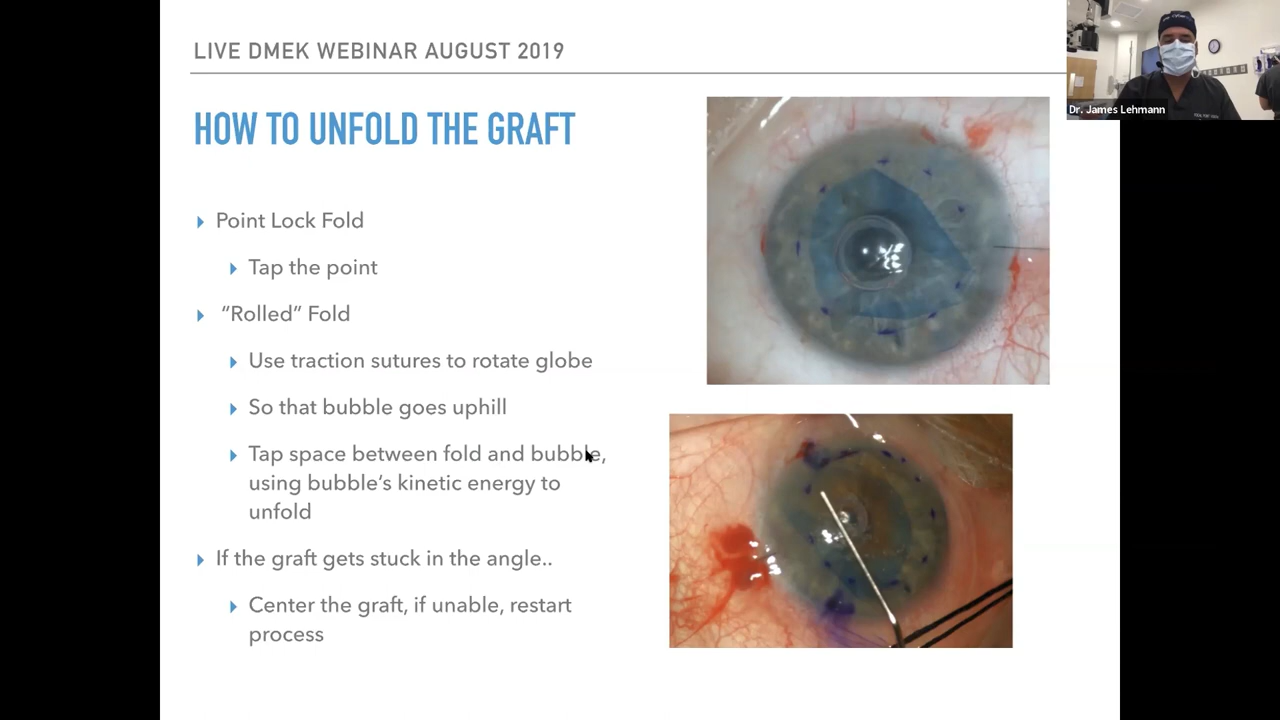 LIVE DMEK WEBINAR AUGUST 2019
HOW TO UNFOLD THE GRAFT
Point Lock Fold
Tap the point
“Rolled” Fold
Use traction sutures to rotate globe
So that bubble goes uphill
Tap space between fold and bubble,
using bubble’s kinetic energy to
unfold
If the graft gets stuck in the angle..
Center the graft, if unable, restart
process
Dr. James Lehmann